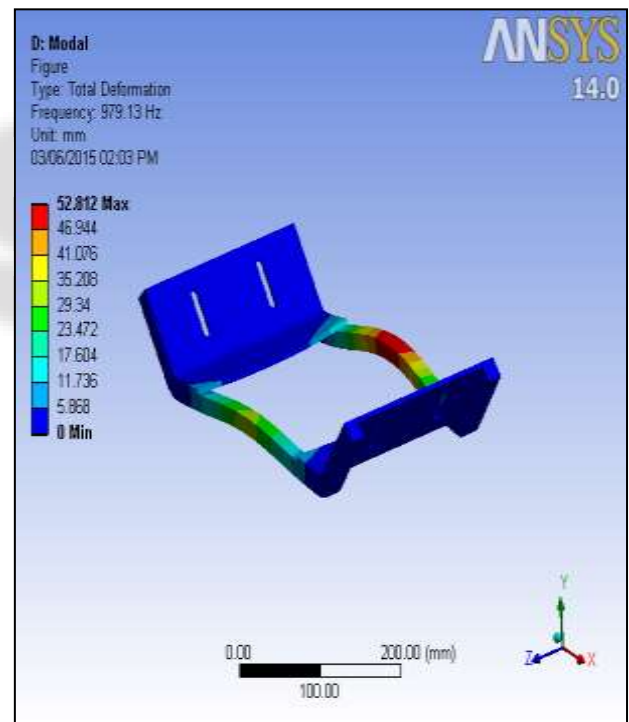 D: Modal
Figure
Type: Total Deformation
Frequency: 979.13 Hz
Unit: mm
03/06/2015 02:03 PM
ANSYS
14.0
52.812 Max
46.944
41.076
35.208
29.34
23.472
17.604
11.736
5.868
0 Min
Y
Z
X
0.00
200.00 (mm)
100.00